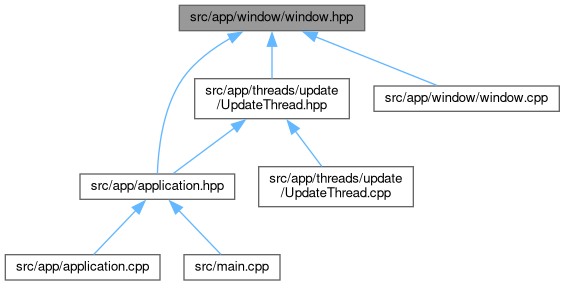 src/app/window/window.hpp
src/app/threads/update
/UpdateThread.hpp
src/app/window/window.cpp
src/app/application.hpp
src/app/threads/update
/UpdateThread.cpp
src/app/application.cpp
src/main.cpp